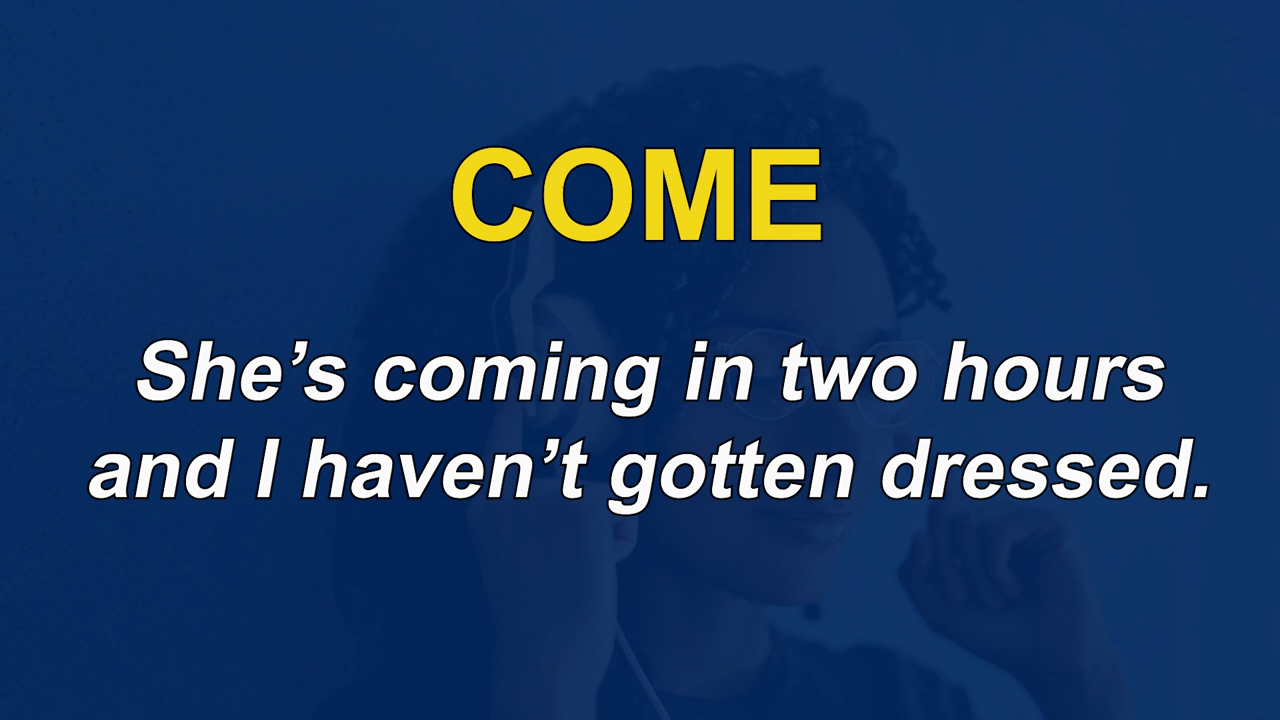 COME
She’s coming in two hours
and I haven’t gotten dressed.